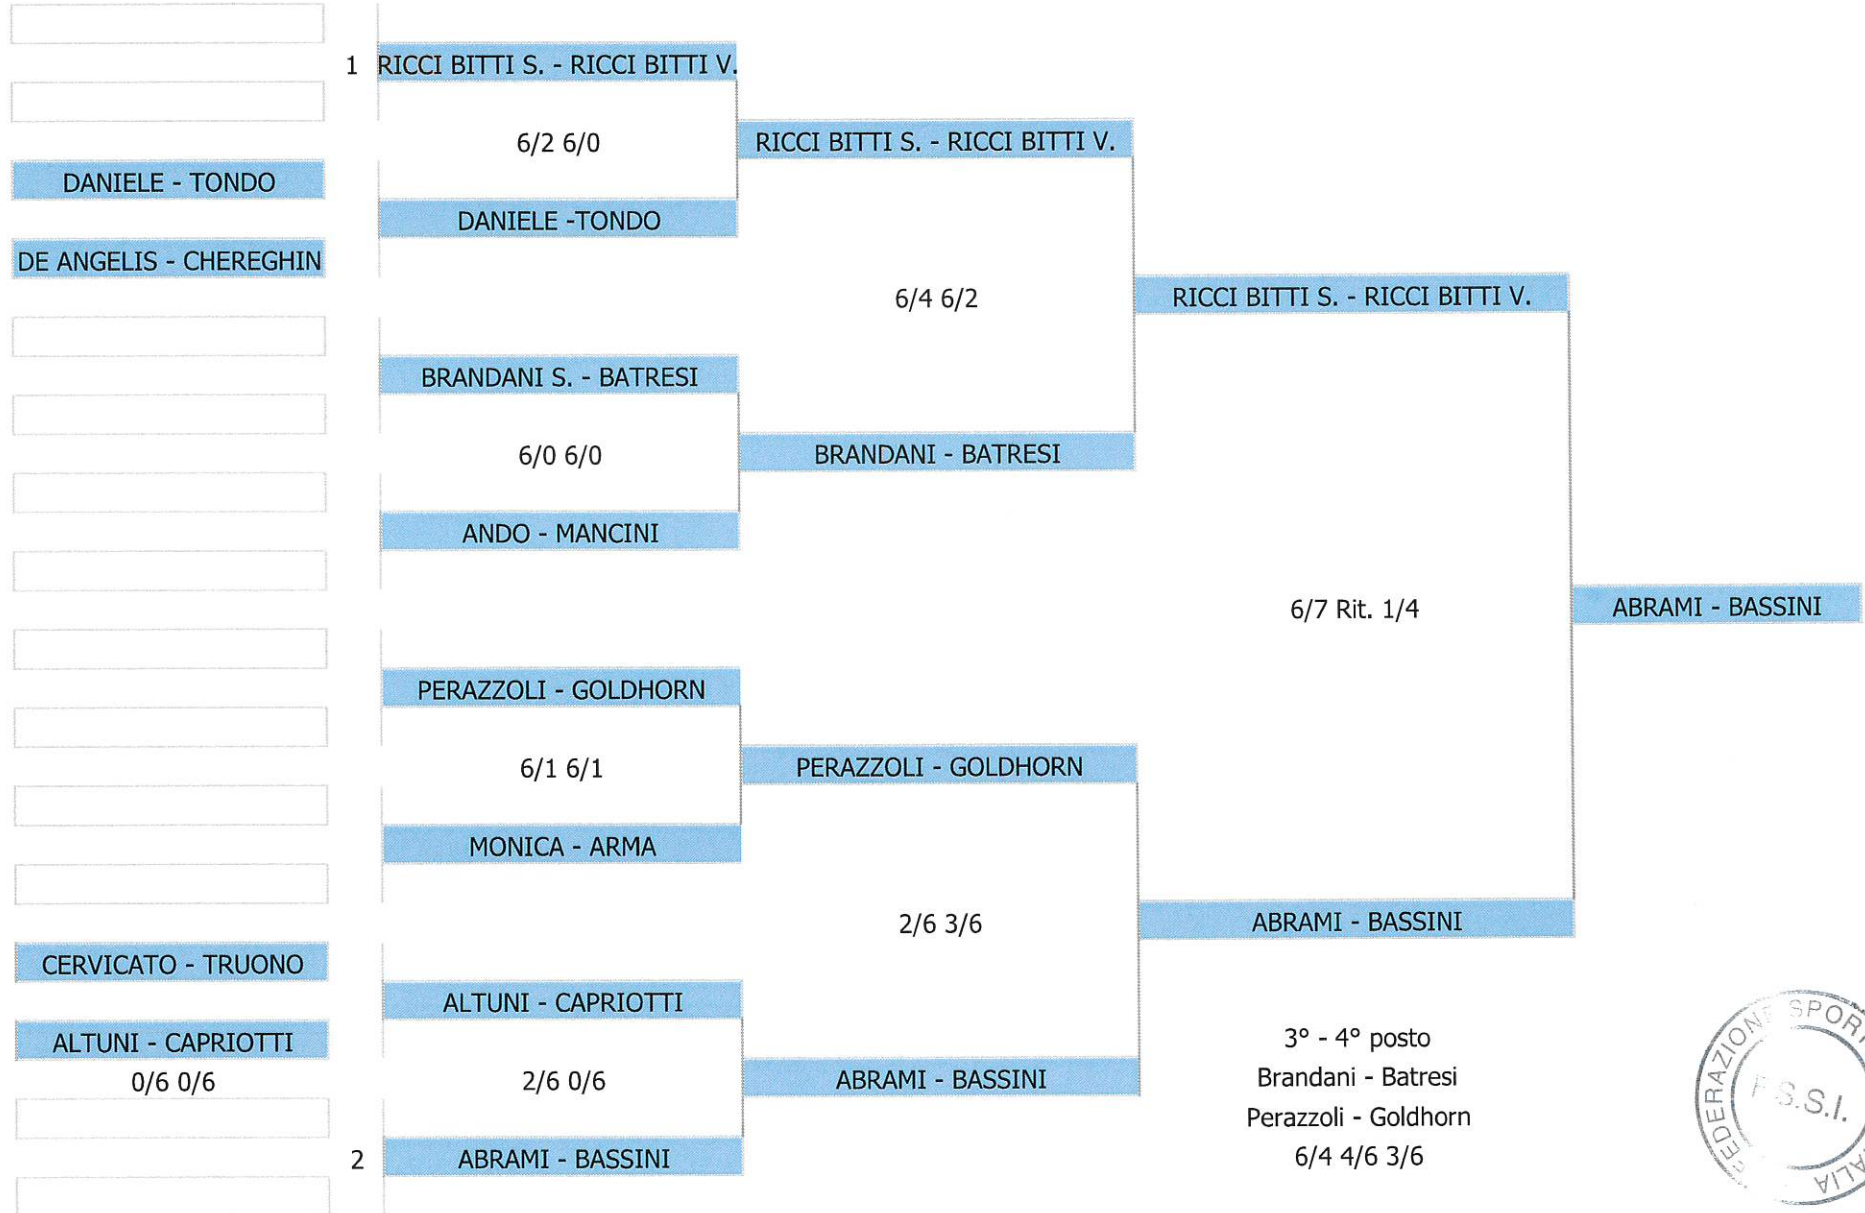 1 RICCI BITTI S. - RICCI BITTI V.
6/2 6/0
RICCI BITTI S. - RICCI BITTI V.
DANIELE - TONDO
DANIELE -TONDO
DE ANGELIS - CHEREGHIN
6/4 6/2
RICCI BITTI S. - RICCI BITTI V.
BRANDANI S. - BATRESI
6/0 6/0
BRANDANI - BATRESI
ANDO - MANCINI
6/7 Rit. 1/4
ABRAMI - BASSINI
PERAZZOLI - GOLDHORN
6/1 6/1
PERAZZOLI - GOLDHORN
MONICA - ARMA
2/6 3/6
ABRAMI - BASSINI
CERVICATO - TRUONO
ALTUNI - CAPRIOTTI
ALTUNI - CAPRIOTTI
0/6 0/6
2/6 0/6
ABRAMI - BASSINI
2 ABRAMI - BASSINI
3° - 4° posto
Brandani - Batresi
Perazzoli - Goldhorn
6/4 4/6 3/6
FEDERAZIONE SPOR
F.S.S.I.
ALIA